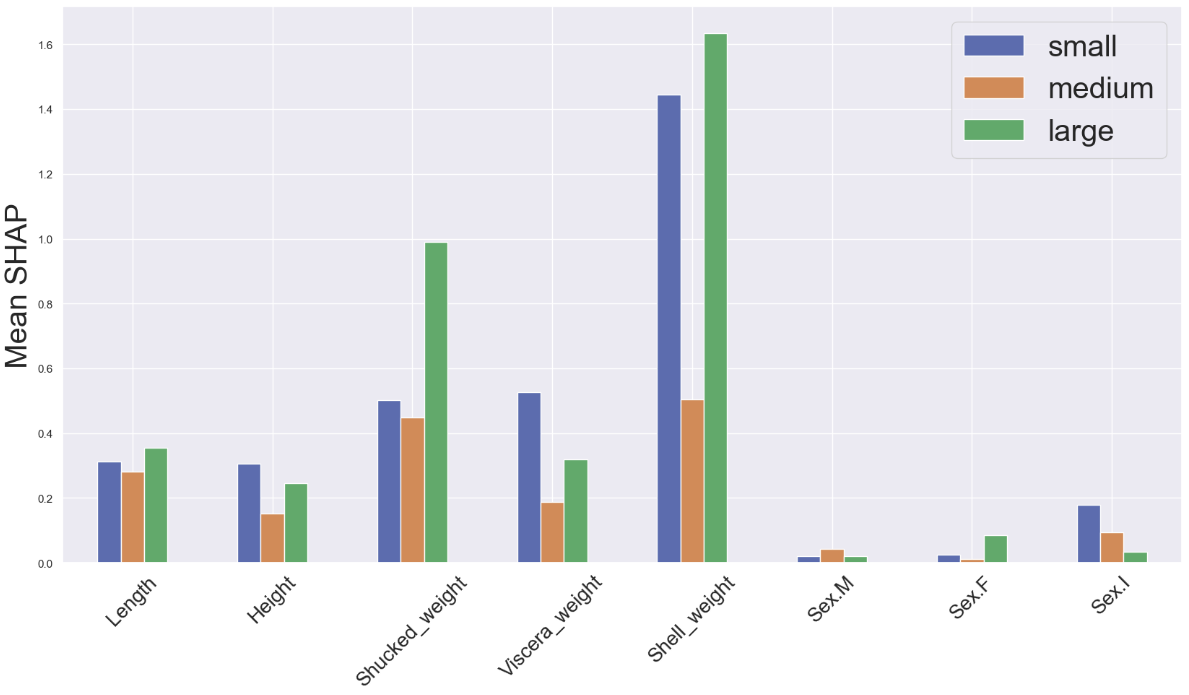 small
medium
large
Mean SHAP
1.6
1.4
1.2
1.0
0.8
0.6
0.4
0.2
0.0
Length
Height
Shucked_weight
Viscera_weight
Shell_weight
Sex.M
Sex.F
Sex.I